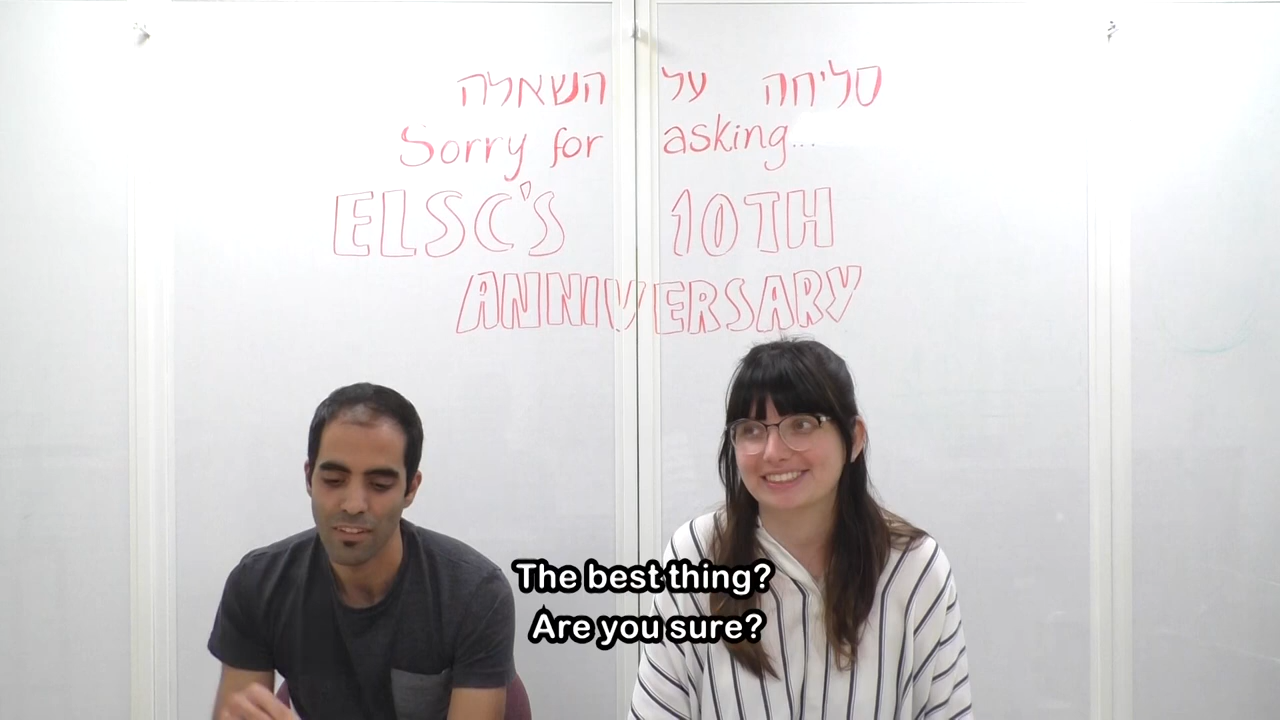 סליחה על השאלה
Sorry for asking...
ELSC'S 10TH
ANNIVERSARY
The best thing?
Are you sure?